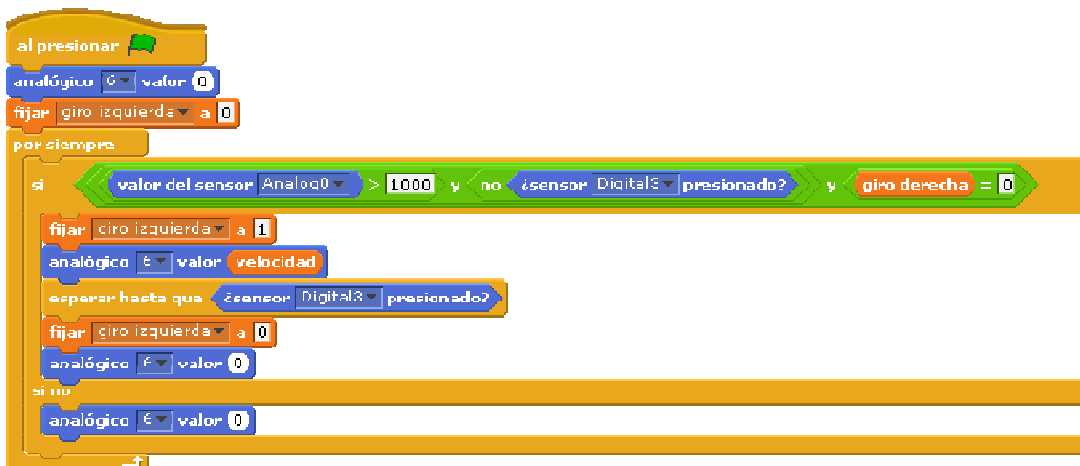 al presionar
analógico 6 valor 0
fijar giro izquierda a 0
por siempre
si valor del sensor Analog0 > 1000 y no ¿sensor Digital3 presionado? y giro derecha = 0
fijar giro izquierda a 1
analógico 6 valor velocidad
esperar hasta que ¿sensor Digital3 presionado?
fijar giro izquierda a 0
analógico 6 valor 0
si no
analógico 6 valor 0